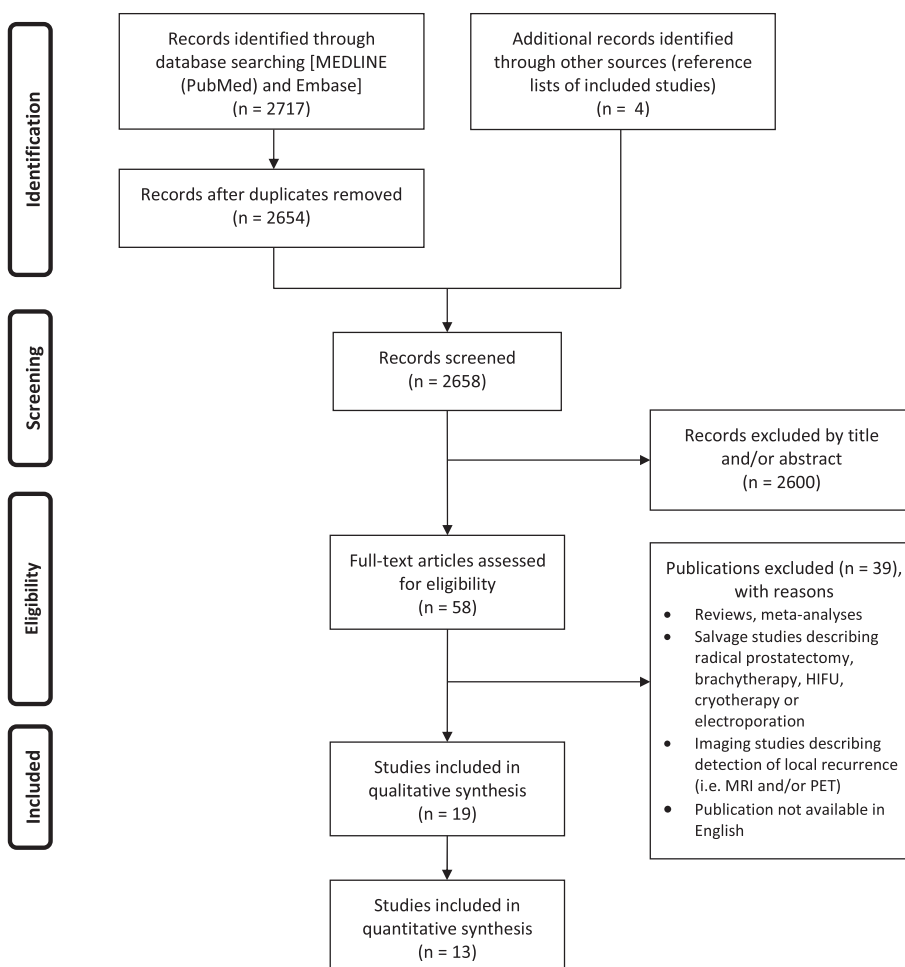 Identification
Records identified through
database searching [MEDLINE
(PubMed) and Embase]
(n = 2717)
Additional records identified
through other sources (reference
lists of included studies)
(n = 4)
Records after duplicates removed
(n = 2654)
Screening
Records screened
(n = 2658)
Records excluded by title
and/or abstract
(n = 2600)
Eligibility
Full-text articles assessed
for eligibility
(n = 58)
Publications excluded (n = 39),
with reasons
• Reviews, meta-analyses
• Salvage studies describing
radical prostatectomy,
brachytherapy, HIFU,
cryotherapy or
electroporation
• Imaging studies describing
detection of local recurrence
(i.e. MRI and/or PET)
• Publication not available in
English
Included
Studies included in
qualitative synthesis
(n = 19)
Studies included in
quantitative synthesis
(n = 13)